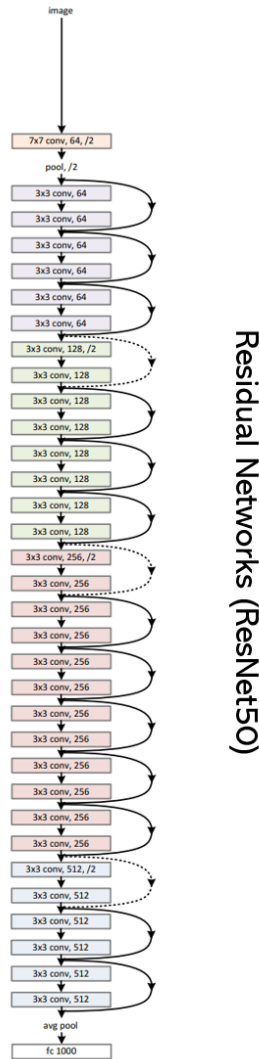 image
7x7 conv, 64, /2
pool, /2
3x3 conv, 64
3x3 conv, 64
3x3 conv, 64
3x3 conv, 64
3x3 conv, 64
3x3 conv, 64
3x3 conv, 128, /2
3x3 conv, 128
3x3 conv, 128
3x3 conv, 128
3x3 conv, 128
3x3 conv, 128
3x3 conv, 128
3x3 conv, 128
3x3 conv, 256, /2
3x3 conv, 256
3x3 conv, 256
3x3 conv, 256
3x3 conv, 256
3x3 conv, 256
3x3 conv, 256
3x3 conv, 256
3x3 conv, 256
3x3 conv, 256
3x3 conv, 256
3x3 conv, 256
3x3 conv, 512, /2
3x3 conv, 512
3x3 conv, 512
3x3 conv, 512
3x3 conv, 512
3x3 conv, 512
avg pool
fc 1000
Residual Networks (ResNet50)